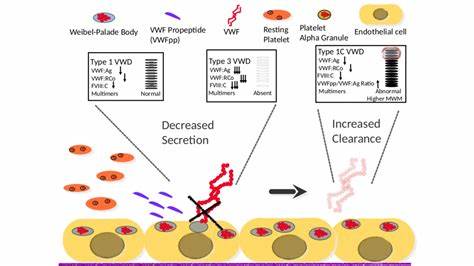 Weibel-Palade Body
VWF Propeptide
(VWFpp)
VWF
Resting
Platelet
Platelet
Alpha Granule
Endothelial cell
Type 1 VWD
VWF:Ag
VWF:RCo
FVIII:C
Multimers
Normal
Type 3 VWD
VWF:Ag
VWF:RCo
FVIII:C
Multimers
Absent
Type 1C VWD
VWF:Ag
VWF:RCo
FVIII:C
VWFpp/VWF:Ag Ratio
Multimers
Abnormal
Higher MWM
Decreased
Secretion
Increased
Clearance